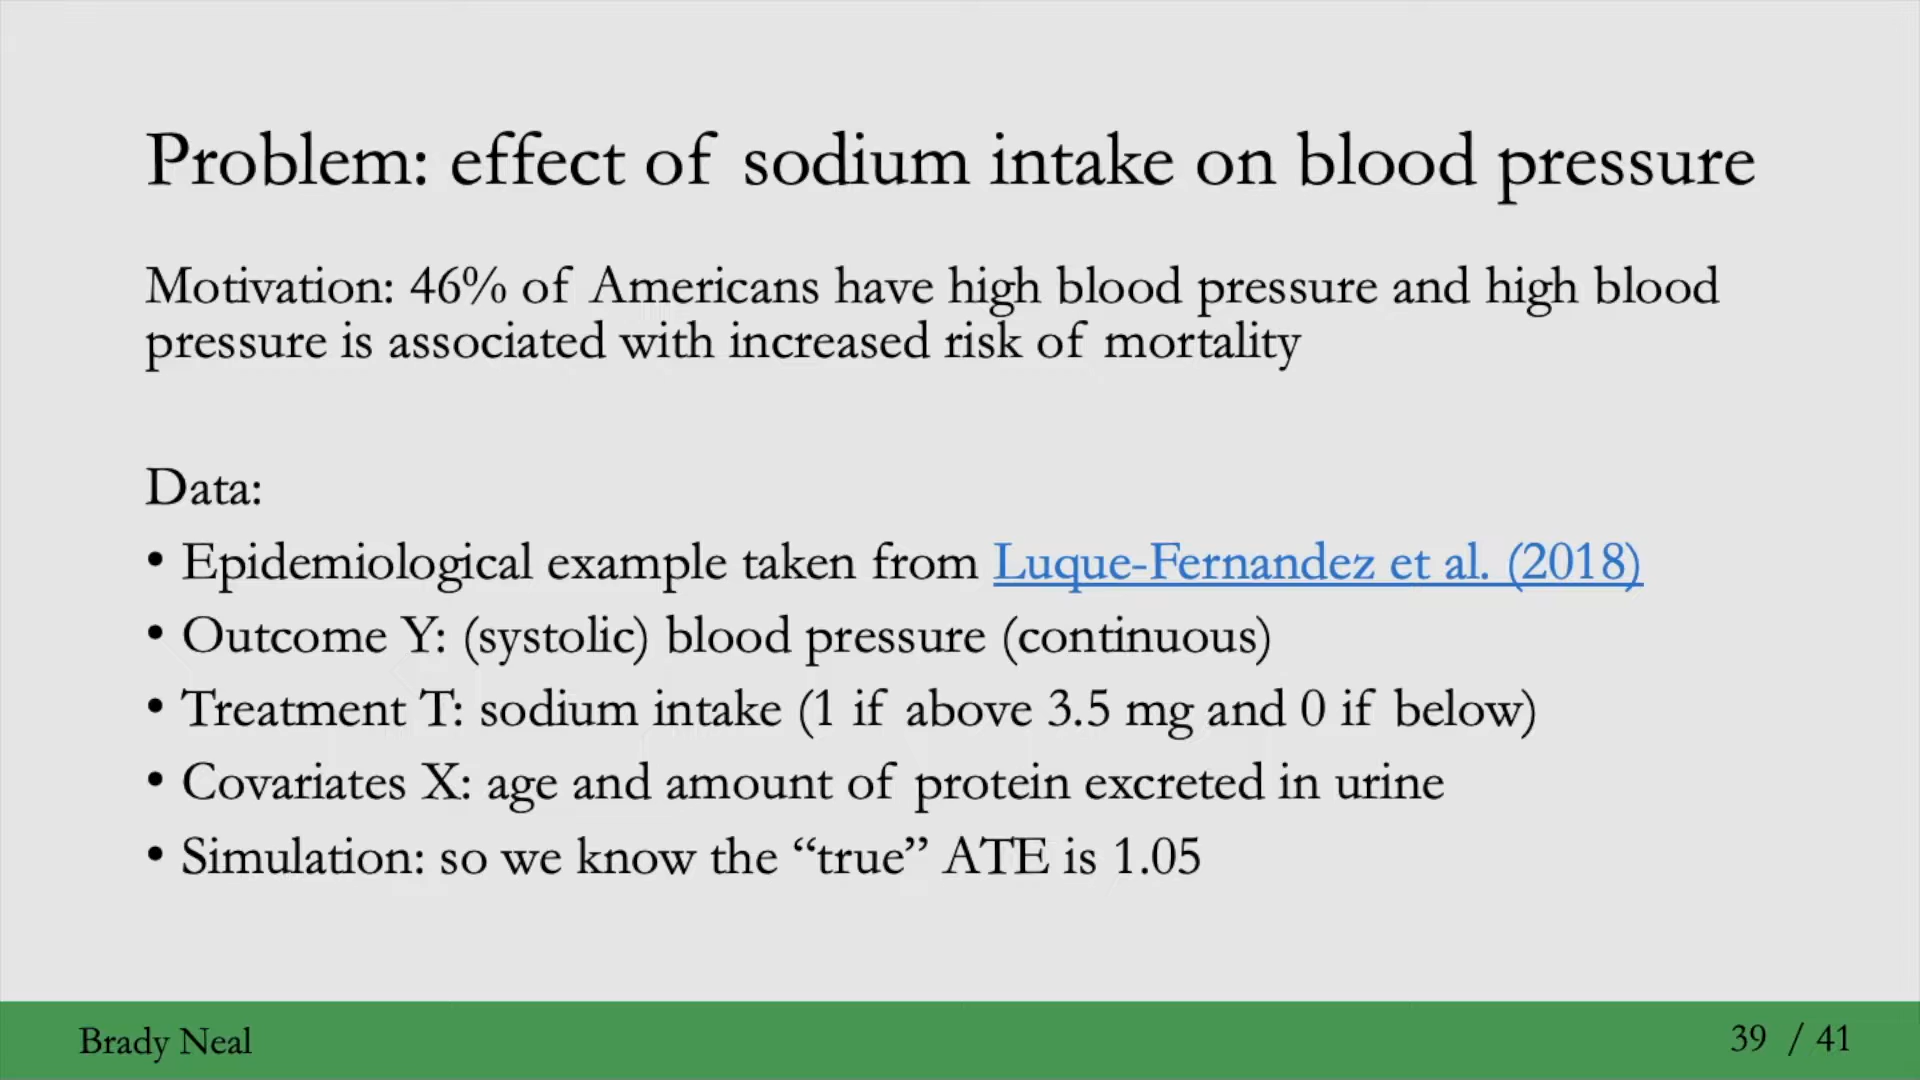 Problem: effect of sodium intake on blood pressure
Motivation: 46% of Americans have high blood pressure and high blood
pressure is associated with increased risk of mortality
Data:
• Epidemiological example taken from Luque-Fernandez et al. (2018)
• Outcome Y: (systolic) blood pressure (continuous)
• Treatment T: sodium intake (1 if above 3.5 mg and 0 if below)
• Covariates X: age and amount of protein excreted in urine
• Simulation: so we know the “true” ATE is 1.05
Brady Neal
39 / 41